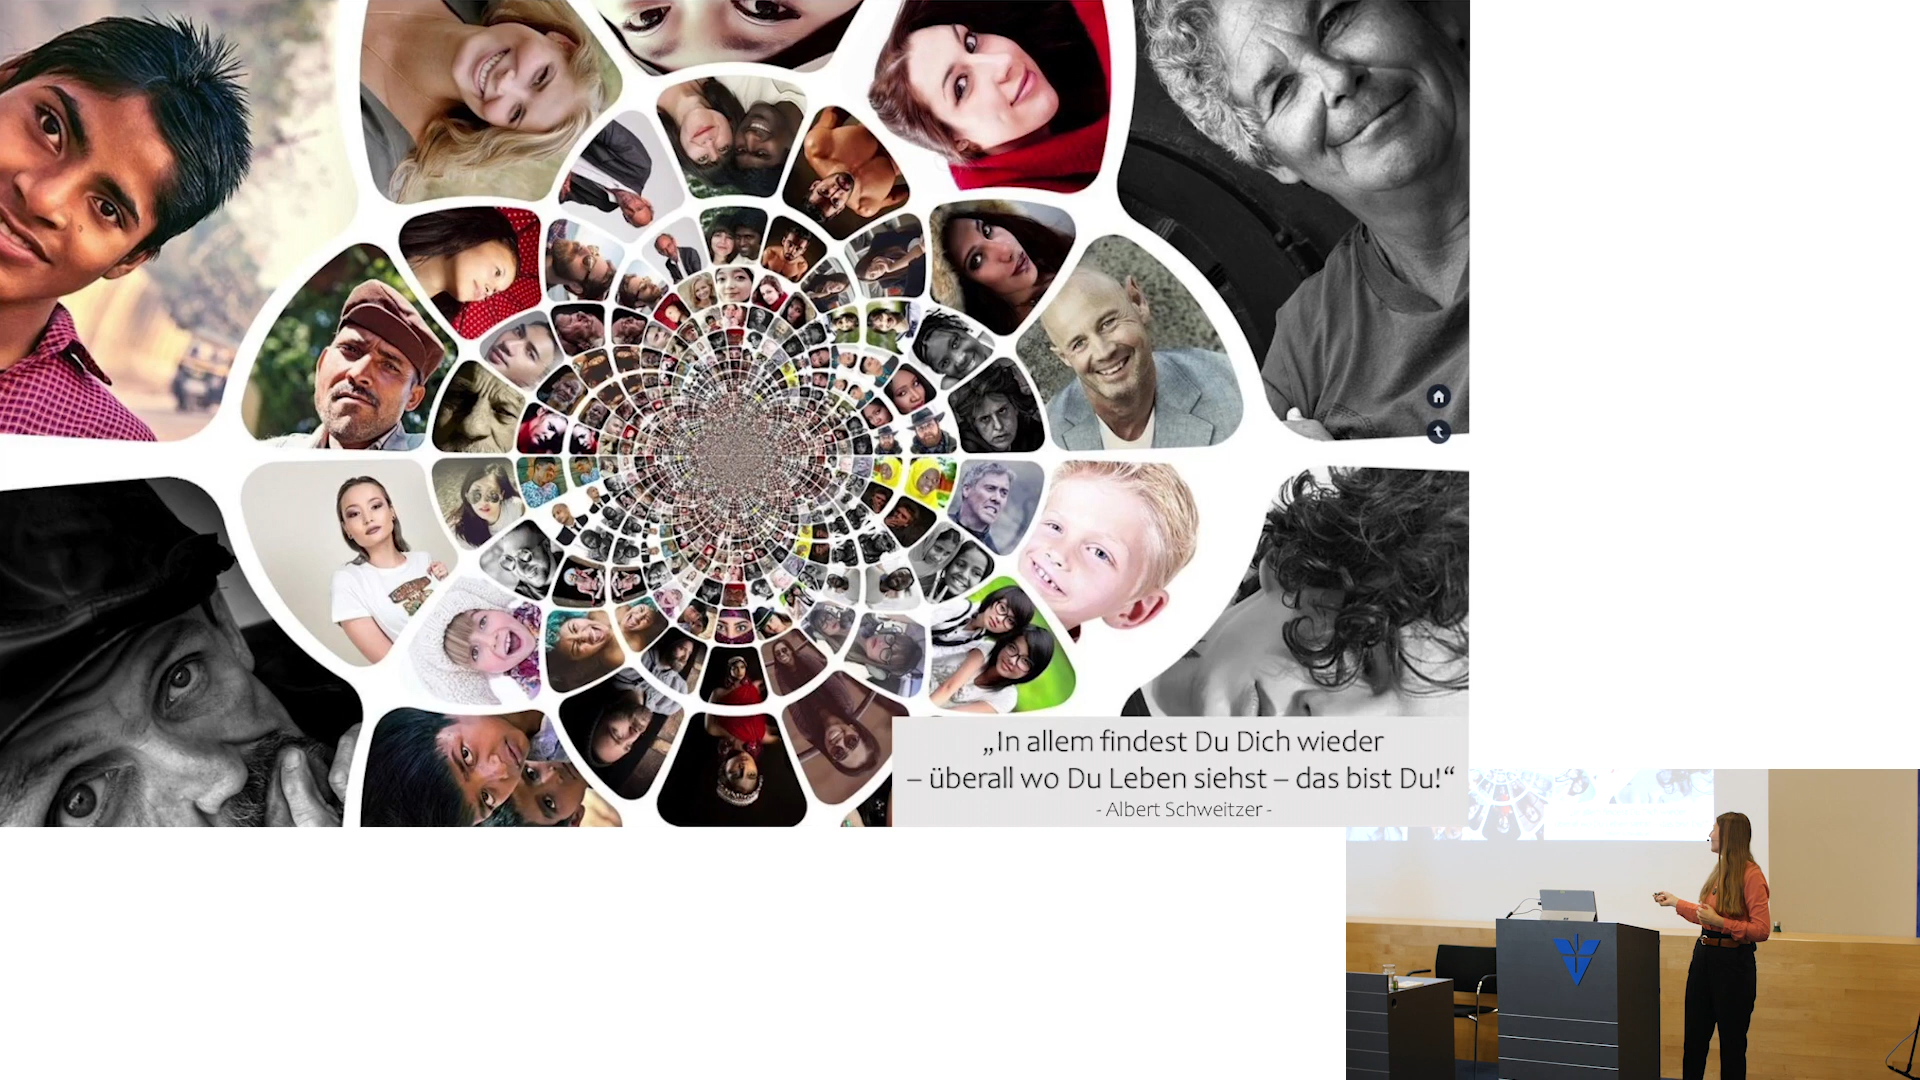 „In allem findest Du Dich wieder
– überall wo Du Leben siehst – das bist Du!“
- Albert Schweitzer -